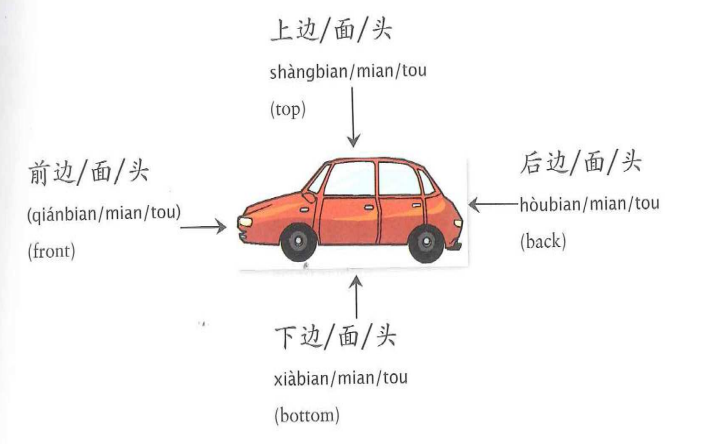 上边/面/头
shàngbian/mian/tou
(top)
前边/面/头
(qiánbian/mian/tou)
(front)
后边/面/头
hòubian/mian/tou
(back)
下边/面/头
xiàbian/mian/tou
(bottom)